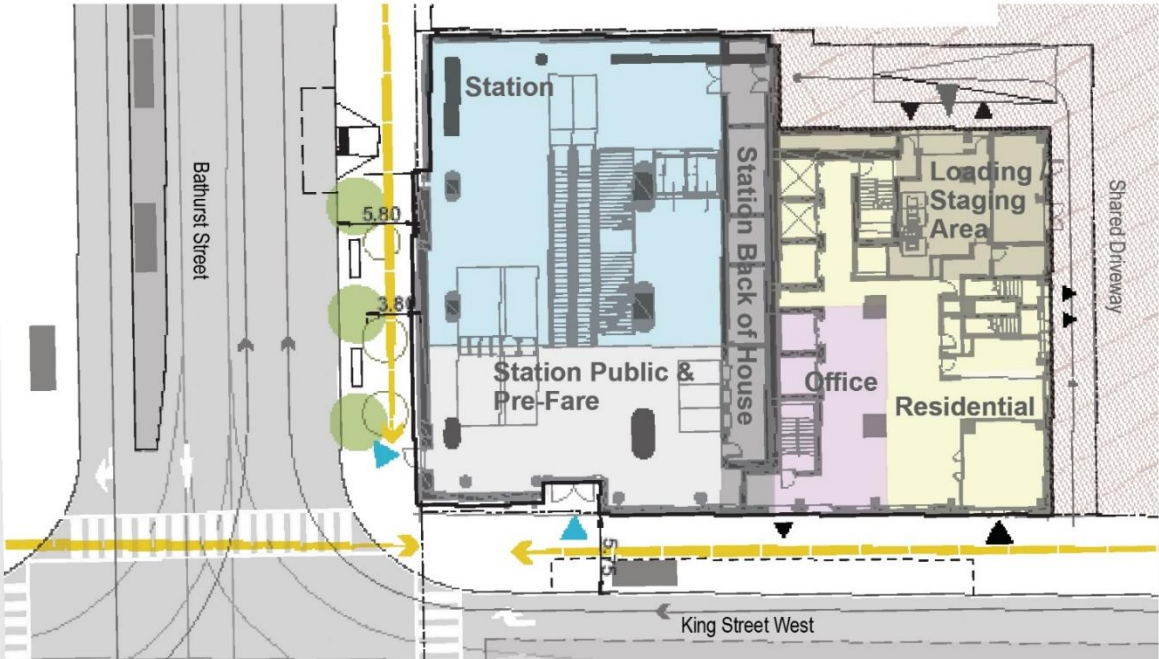 Station
Bathurst Street
5.80
3.80
Station Public &
Pre-Fare
Station Back of House
Loading /
Staging
Area
Office
Residential
Shared Driveway
5.75
King Street West